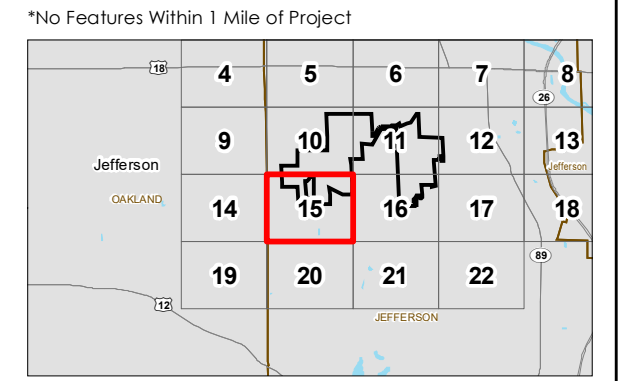 *No Features Within 1 Mile of Project
18 4 5 6 7 8
26
9 10 11 12 13
Jefferson Jefferson
OAKLAND 14 15 16 17 18
89
19 20 21 22
12
JEFFERSON